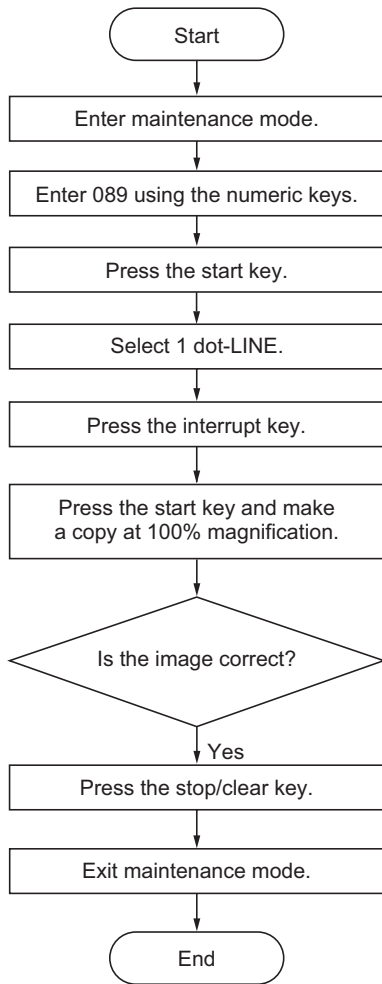 Start
Enter maintenance mode.
Enter 089 using the numeric keys.
Press the start key.
Select 1 dot-LINE.
Press the interrupt key.
Press the start key and make
a copy at 100% magnification.
Is the image correct?
Yes
Press the stop/clear key.
Exit maintenance mode.
End